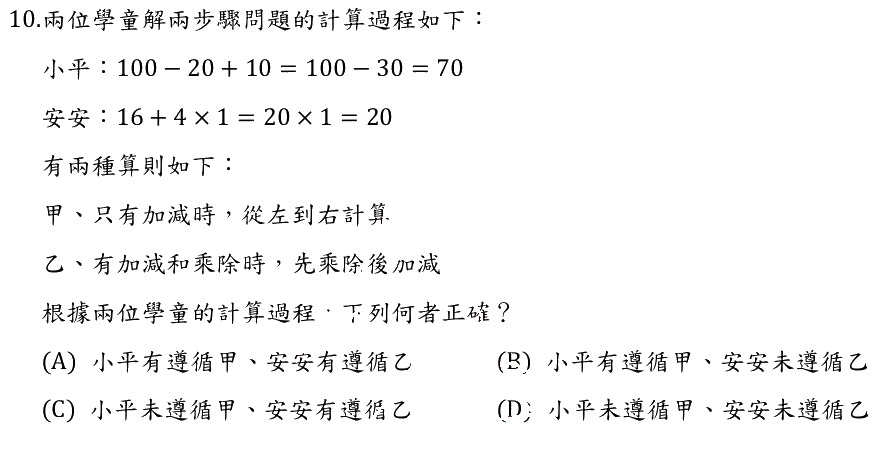 10.兩位學童解兩步驟問題的計算過程如下：
小平：100 − 20 + 10 = 100 − 30 = 70
安安：16 + 4 × 1 = 20 × 1 = 20
有兩種算則如下：
甲、只有加減時，從左到右計算
乙、有加減和乘除時，先乘除後加減
根據兩位學童的計算過程，下列何者正確？
(A) 小平有遵循甲、安安有遵循乙 (B) 小平有遵循甲、安安未遵循乙
(C) 小平未遵循甲、安安有遵循乙 (D) 小平未遵循甲、安安未遵循乙